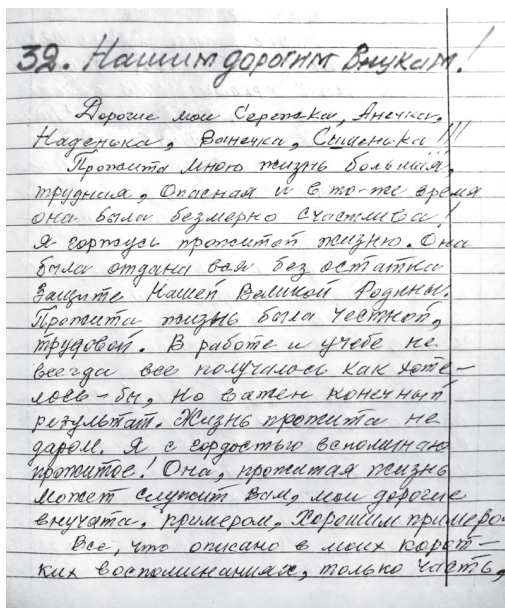 32. Нашим дорогим внукам!
Дорогие мои Сережка, Анечка,
Наденька, Ванечка, Сашенька!!!
Прожита мною жизнь большая,
трудная, опасная и в то-же время
она была безмерно счастлива!
Я горжусь прожитой жизню. Она
была отдана вся без остатка
защите Нашей Великой Родины.
Прожита жизнь была честной,
трудовой. В работе и учебе не
всегда все получалось как хоте-
лось-бы, но важен конечный
результат. Жизнь прожита не
даром. Я с гордостью вспоминаю
прожитое! Она, прожитая жизнь
может служит Вам, мои дорогие
внучата, примером, хорошим примеро
Все, что описано в моих корот-
ких воспоминаниях, только часть,